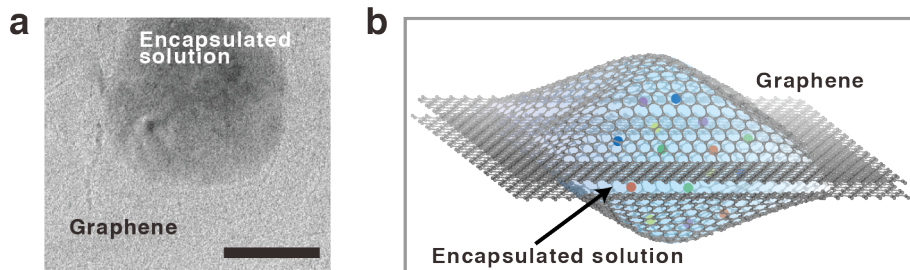 a
Encapsulated
solution
Graphene
b
Graphene
Encapsulated solution